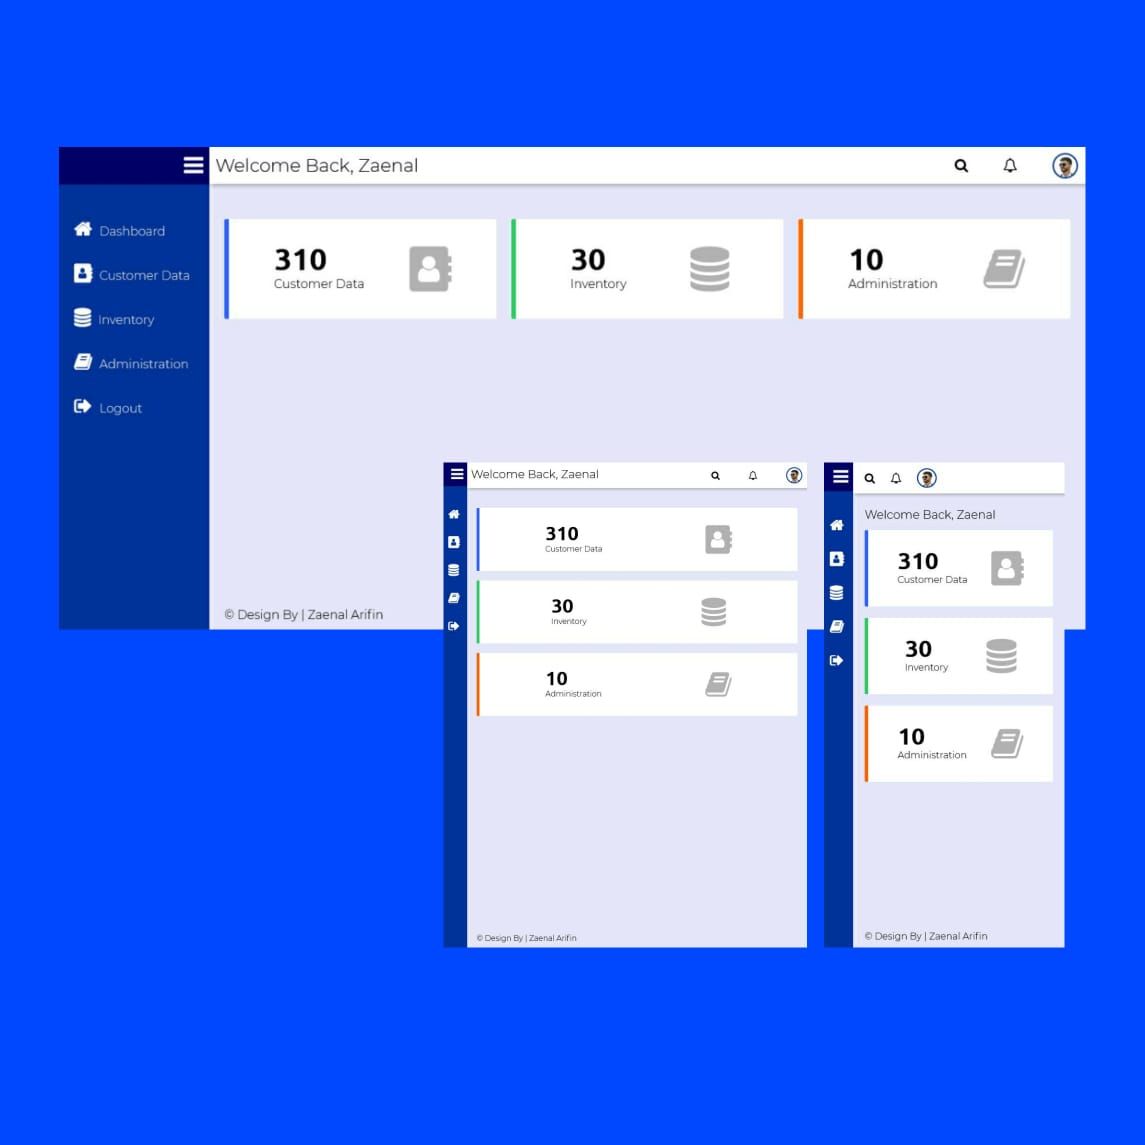 Welcome Back, Zaenal
Dashboard
Customer Data
Inventory
Administration
Logout
310
Customer Data
30
Inventory
10
Administration
© Design By | Zaenal Arifin
Welcome Back, Zaenal
310
Customer Data
30
Inventory
10
Administration
© Design By | Zaenal Arifin
Welcome Back, Zaenal
310
Customer Data
30
Inventory
10
Administration
© Design By | Zaenal Arifin